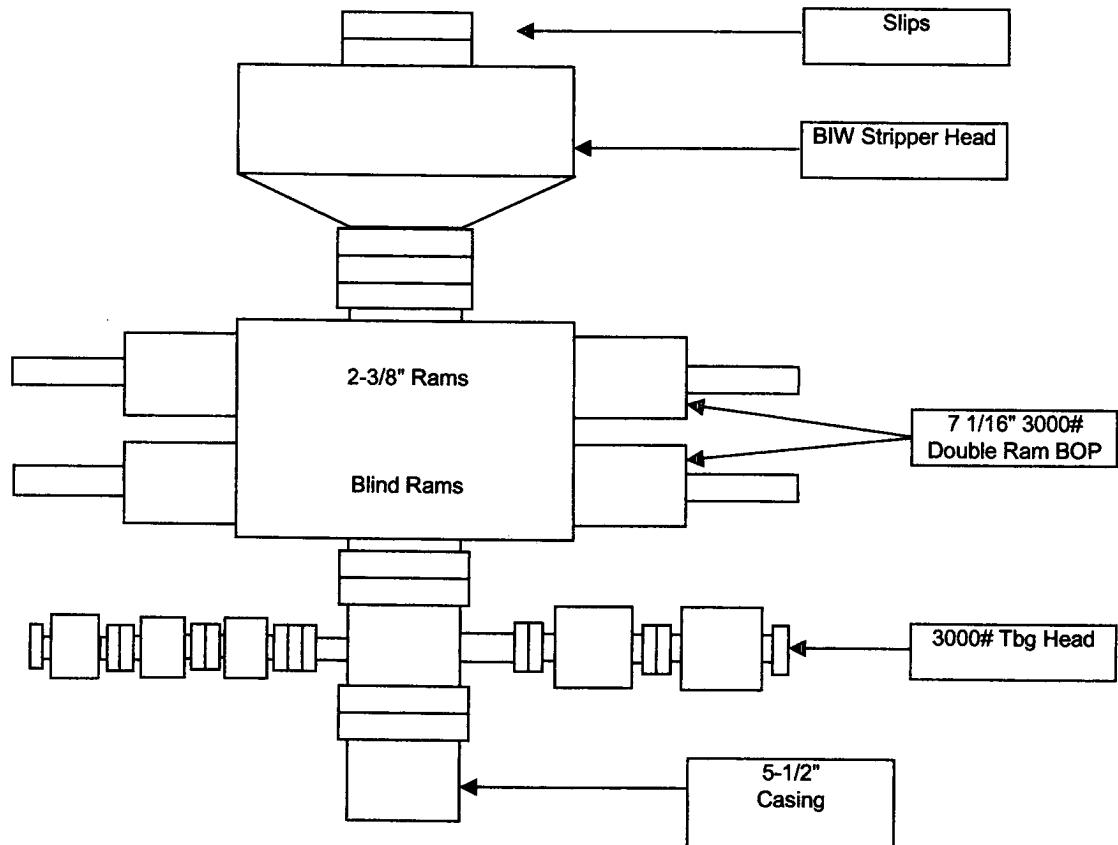 Slips
BIW Stripper Head
2-3/8" Rams
7 1/16" 3000#
Double Ram BOP
Blind Rams
3000# Tbg Head
5-1/2"
Casing